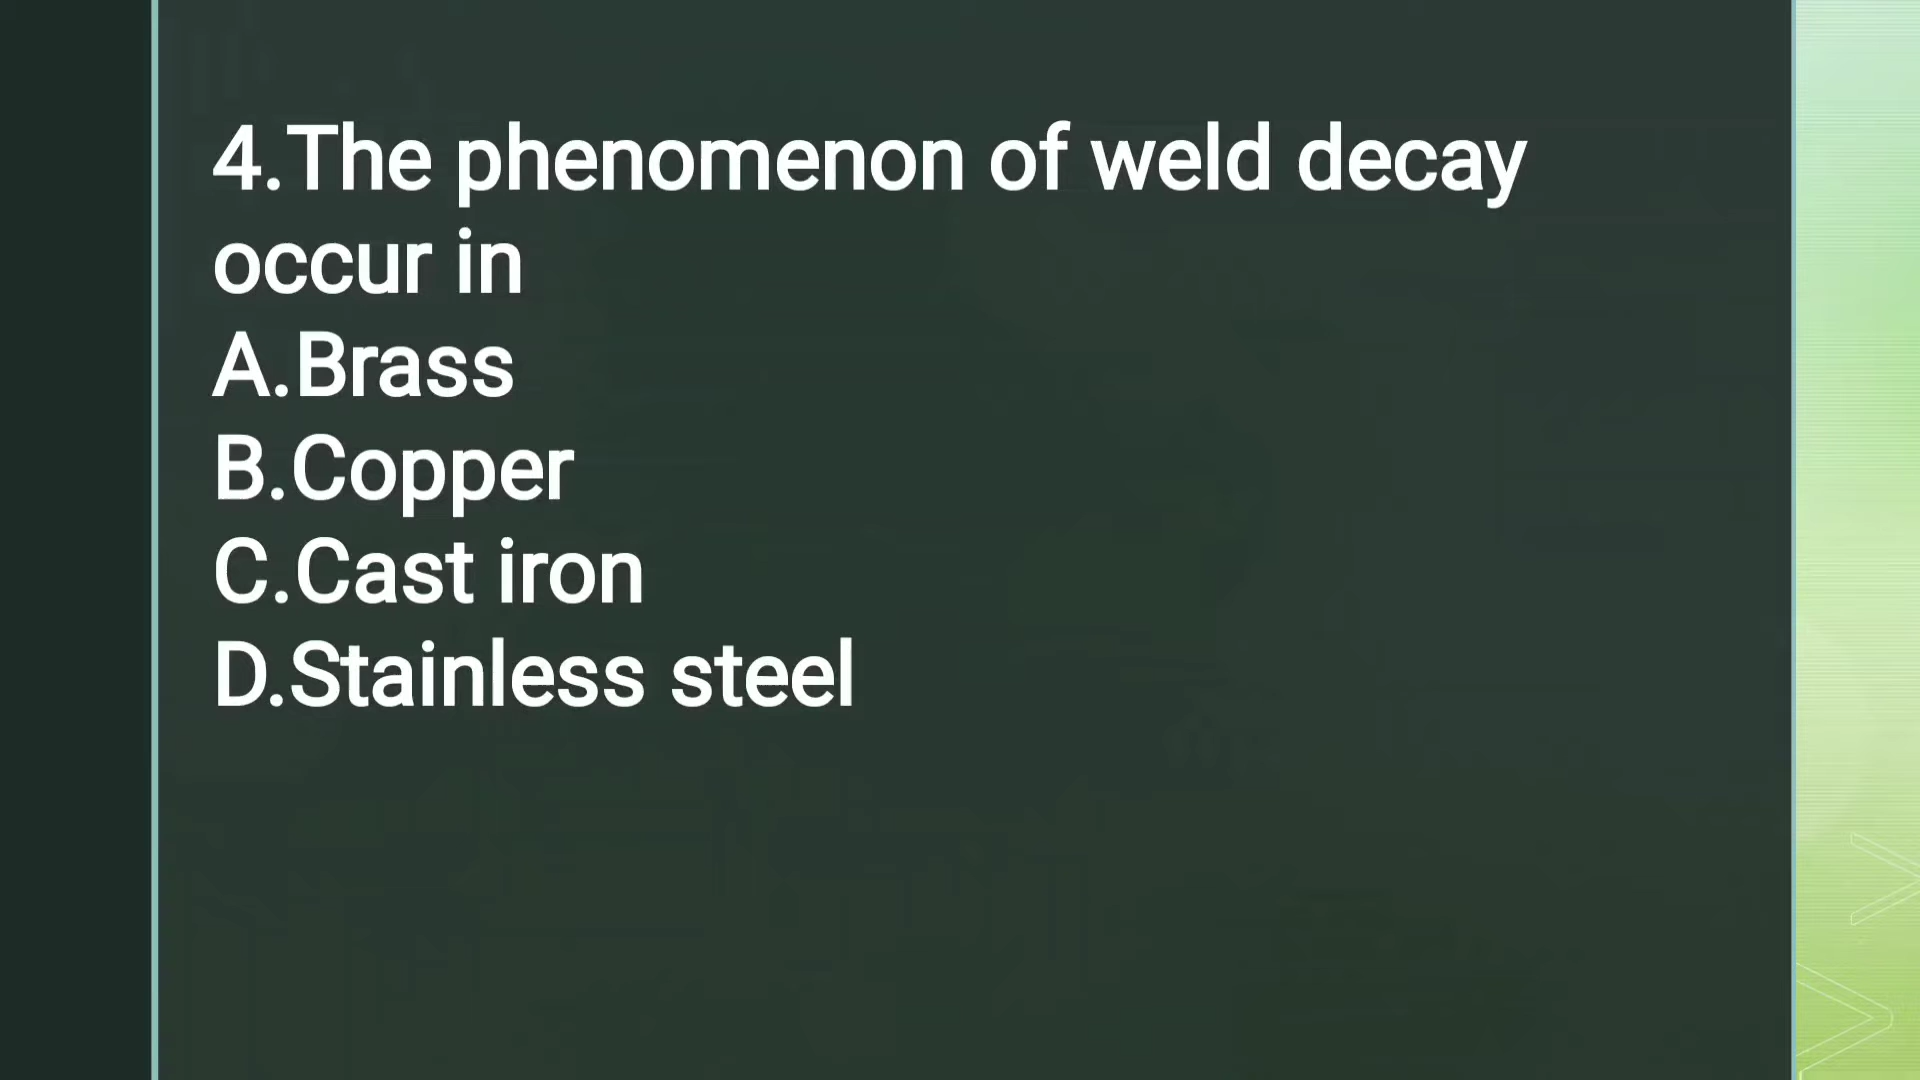 4.The phenomenon of weld decay
occur in
A.Brass
B.Copper
C.Cast iron
D.Stainless steel